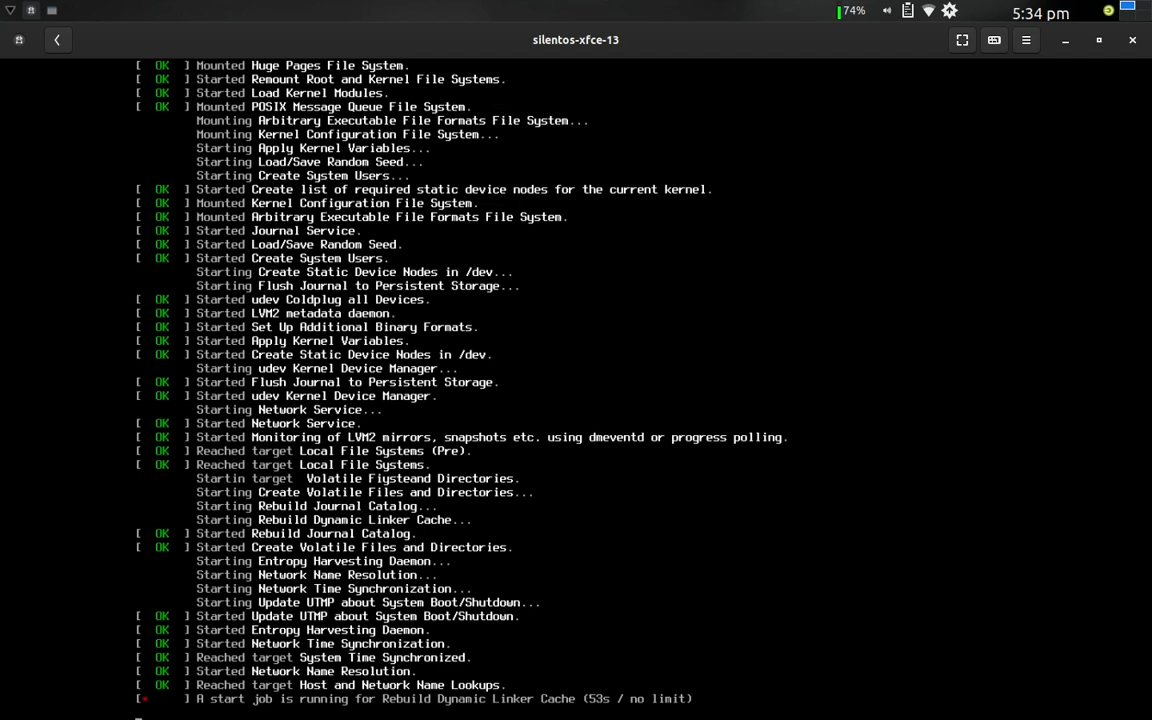 74%
5:34 pm
silentos-xfce-13
[ OK ] Mounted Huge Pages File System.
[ OK ] Started Remount Root and Kernel File Systems.
[ OK ] Started Load Kernel Modules.
[ OK ] Mounted POSIX Message Queue File System.
Mounting Arbitrary Executable File Formats File System...
Mounting Kernel Configuration File System...
Starting Apply Kernel Variables...
Starting Load/Save Random Seed...
Starting Create System Users...
[ OK ] Started Create list of required static device nodes for the current kernel.
[ OK ] Mounted Kernel Configuration File System.
[ OK ] Mounted Arbitrary Executable File Formats File System.
[ OK ] Started Journal Service.
[ OK ] Started Load/Save Random Seed.
[ OK ] Started Create System Users.
Starting Create Static Device Nodes in /dev...
Starting Flush Journal to Persistent Storage...
[ OK ] Started udev Coldplug all Devices.
[ OK ] Started LVM2 metadata daemon.
[ OK ] Started Set Up Additional Binary Formats.
[ OK ] Started Apply Kernel Variables.
[ OK ] Started Create Static Device Nodes in /dev.
Starting udev Kernel Device Manager...
[ OK ] Started Flush Journal to Persistent Storage.
[ OK ] Started udev Kernel Device Manager.
Starting Network Service...
[ OK ] Started Network Service.
[ OK ] Started Monitoring of LVM2 mirrors, snapshots etc. using dmeventd or progress polling.
[ OK ] Reached target Local File Systems (Pre).
[ OK ] Reached target Local File Systems.
Startin target  Volatile Fiysteand Directories.
Starting Create Volatile Files and Directories...
Starting Rebuild Journal Catalog...
Starting Rebuild Dynamic Linker Cache...
[ OK ] Started Rebuild Journal Catalog.
[ OK ] Started Create Volatile Files and Directories.
Starting Entropy Harvesting Daemon...
Starting Network Name Resolution...
Starting Network Time Synchronization...
Starting Update UTMP about System Boot/Shutdown...
[ OK ] Started Update UTMP about System Boot/Shutdown.
[ OK ] Started Entropy Harvesting Daemon.
[ OK ] Started Network Time Synchronization.
[ OK ] Reached target System Time Synchronized.
[ OK ] Started Network Name Resolution.
[ OK ] Reached target Host and Network Name Lookups.
[* ] A start job is running for Rebuild Dynamic Linker Cache (53s / no limit)